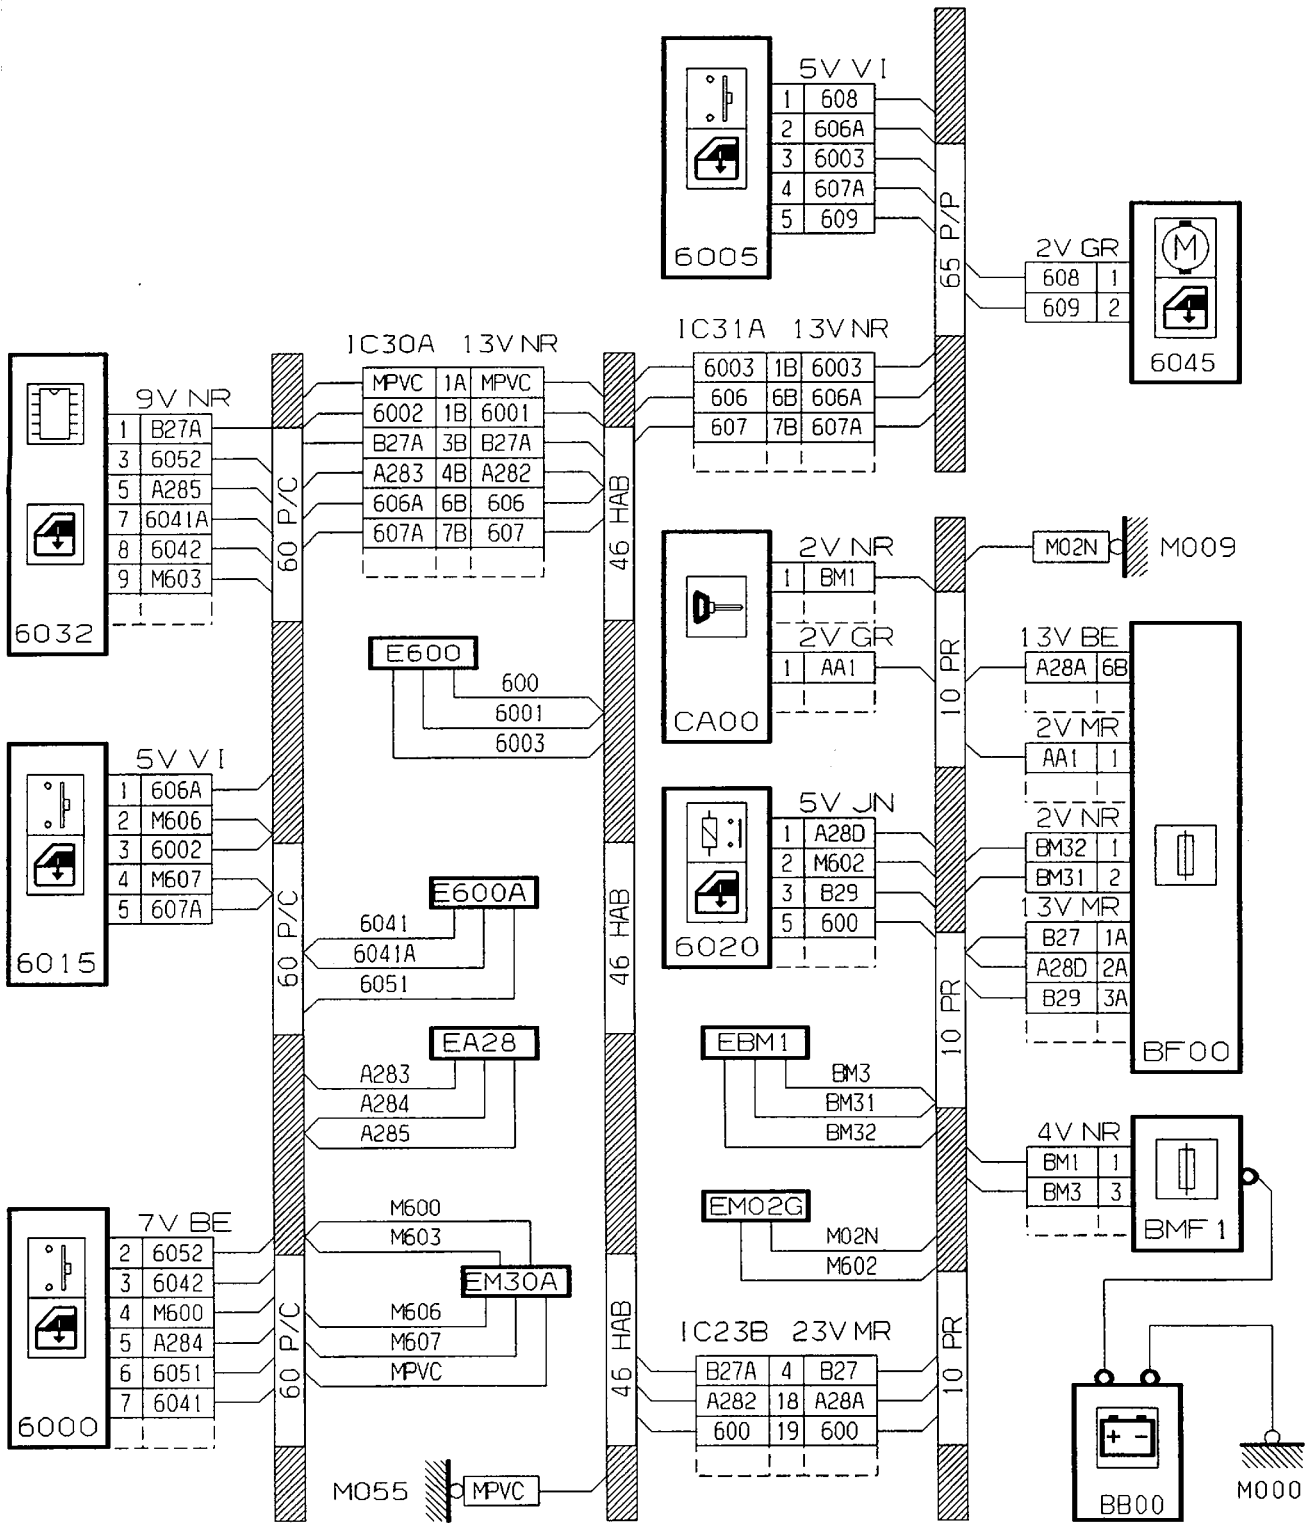 5V VI
1 608
2 606A
3 6003
4 607A
5 609
6005
65 P/P
2V GR
608 1
609 2
6045
1C30A 13V NR
MPVC 1A MPVC
6002 1B 6001
B27A 3B B27A
A283 4B A282
606A 6B 606
607A 7B 607
1C31A 13V NR
6003 1B 6003
606 6B 606A
607 7B 607A
9V NR
1 B27A
3 6052
5 A285
7 6041A
8 6042
9 M603
6032
60 P/C
46 HAB
2V NR
1 BM1
2V GR
1 AA1
CA00
10 PR
M02N M009
13V BE
A28A 6B
2V MR
AA1 1
2V NR
BM32 1
BM31 2
13V MR
B27 1A
A28D 2A
B29 3A
BF00
E600
600
6001
6003
5V VI
1 606A
2 M606
3 6002
4 M607
5 607A
6015
60 P/C
E600A
6041
6041A
6051
46 HAB
5V JN
1 A28D
2 M602
3 B29
5 600
6020
10 PR
EA28
A283
A284
A285
EBM1
BM3
BM31
BM32
4V NR
BM1 1
BM3 3
BMF1
7V BE
2 6052
3 6042
4 M600
5 A284
6 6051
7 6041
6000
60 P/C
M600
M603
EM30A
M606
M607
MPVC
46 HAB
EM02G
M02N
M602
1C23B 23V MR
B27A 4 B27
A282 18 A28A
600 19 600
10 PR
M055 MPVC
+ -
BB00
M000
M